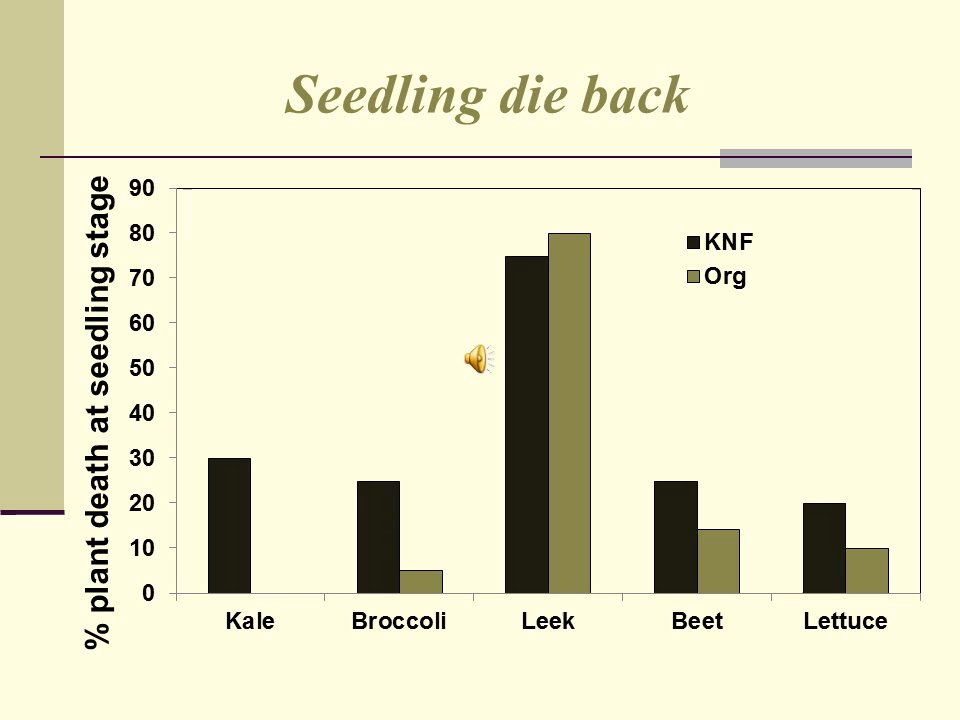 Seedling die back
% plant death at seedling stage
90
80
70
60
50
40
30
20
10
0
KNF
Org
Kale Broccoli Leek Beet Lettuce